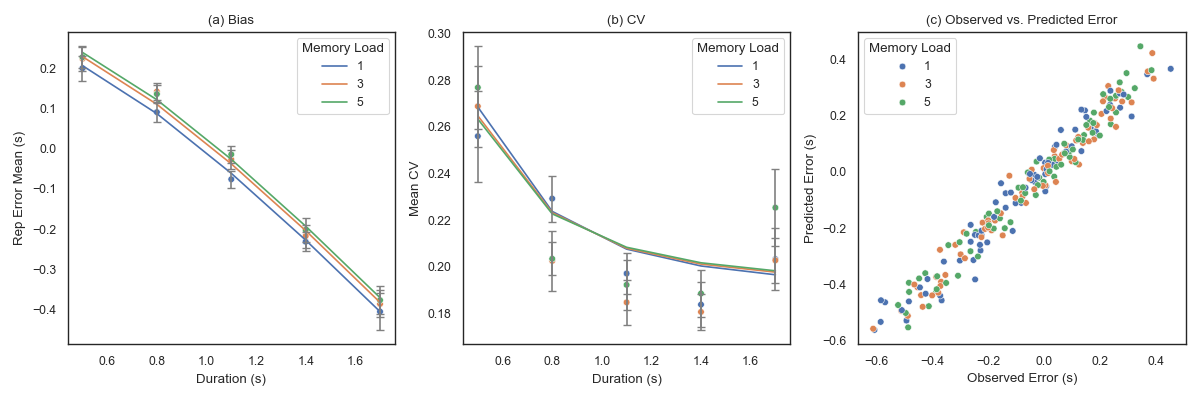 (a) Bias
Rep Error Mean (s)
0.2
0.1
0.0
−0.1
−0.2
−0.3
−0.4
Memory Load
1
3
5
0.6 0.8 1.0 1.2 1.4 1.6
Duration (s)
(b) CV
Mean CV
0.30
0.28
0.26
0.24
0.22
0.20
0.18
Memory Load
1
3
5
0.6 0.8 1.0 1.2 1.4 1.6
Duration (s)
(c) Observed vs. Predicted Error
Predicted Error (s)
0.4
0.2
0.0
−0.2
−0.4
−0.6
Memory Load
1
3
5
−0.6 −0.4 −0.2 0.0 0.2 0.4
Observed Error (s)